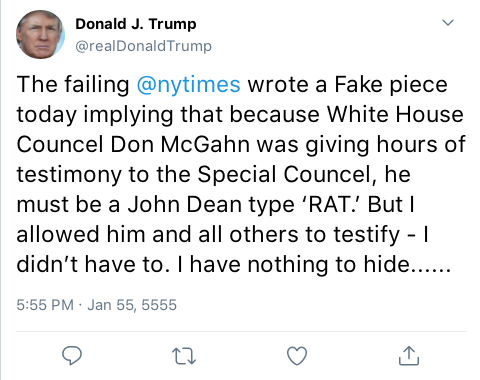 Donald J. Trump
@realDonaldTrump
The failing @nytimes wrote a Fake piece
today implying that because White House
Councel Don McGahn was giving hours of
testimony to the Special Councel, he
must be a John Dean type ‘RAT.’ But I
allowed him and all others to testify - I
didn’t have to. I have nothing to hide......
5:55 PM · Jan 55, 5555